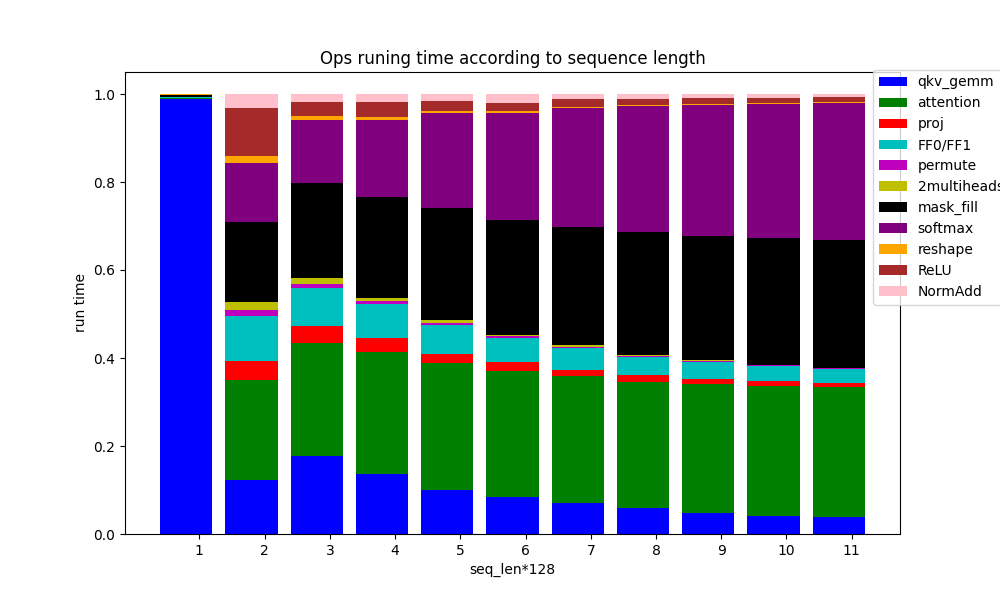 Ops runing time according to sequence length
run time
1.0
0.8
0.6
0.4
0.2
0.0
1 2 3 4 5 6 7 8 9 10 11
seq_len*128
qkv_gemm
attention
proj
FF0/FF1
permute
2multiheads
mask_fill
softmax
reshape
ReLU
NormAdd